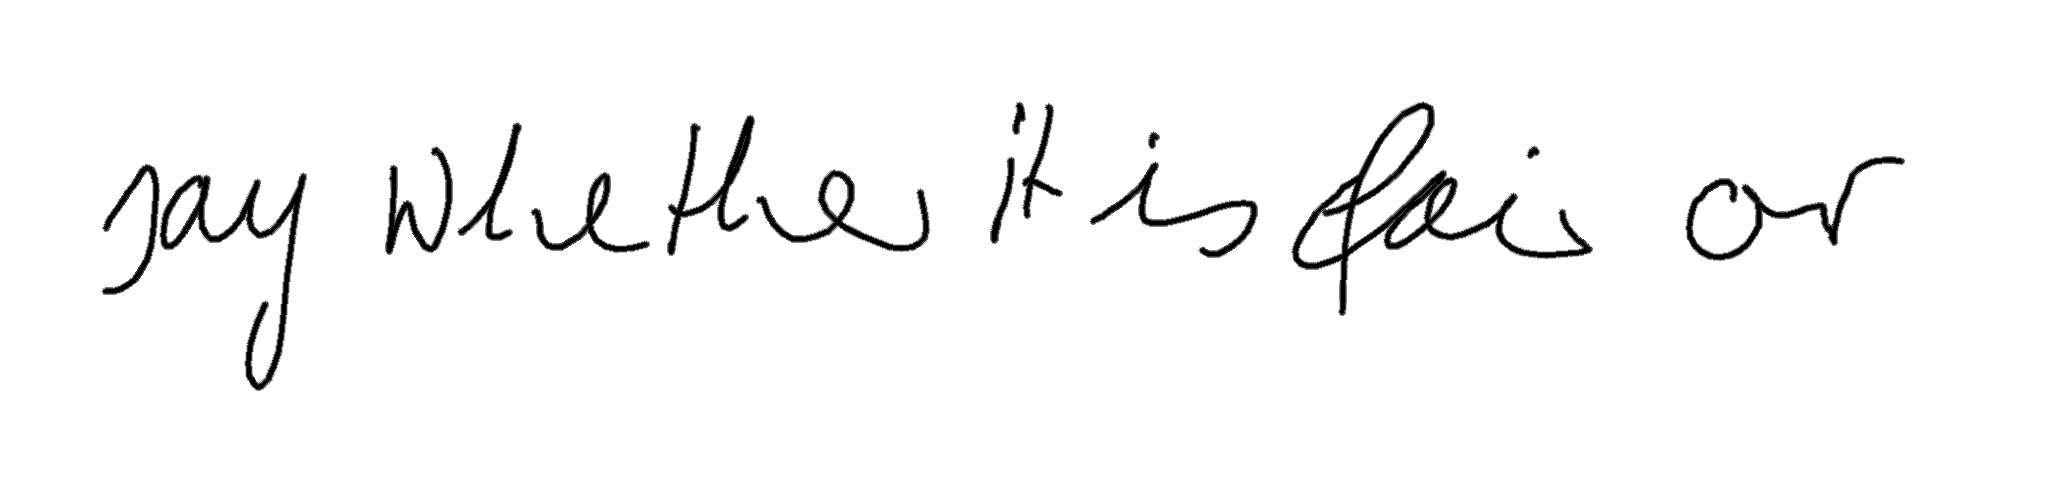 say whether it is fair or